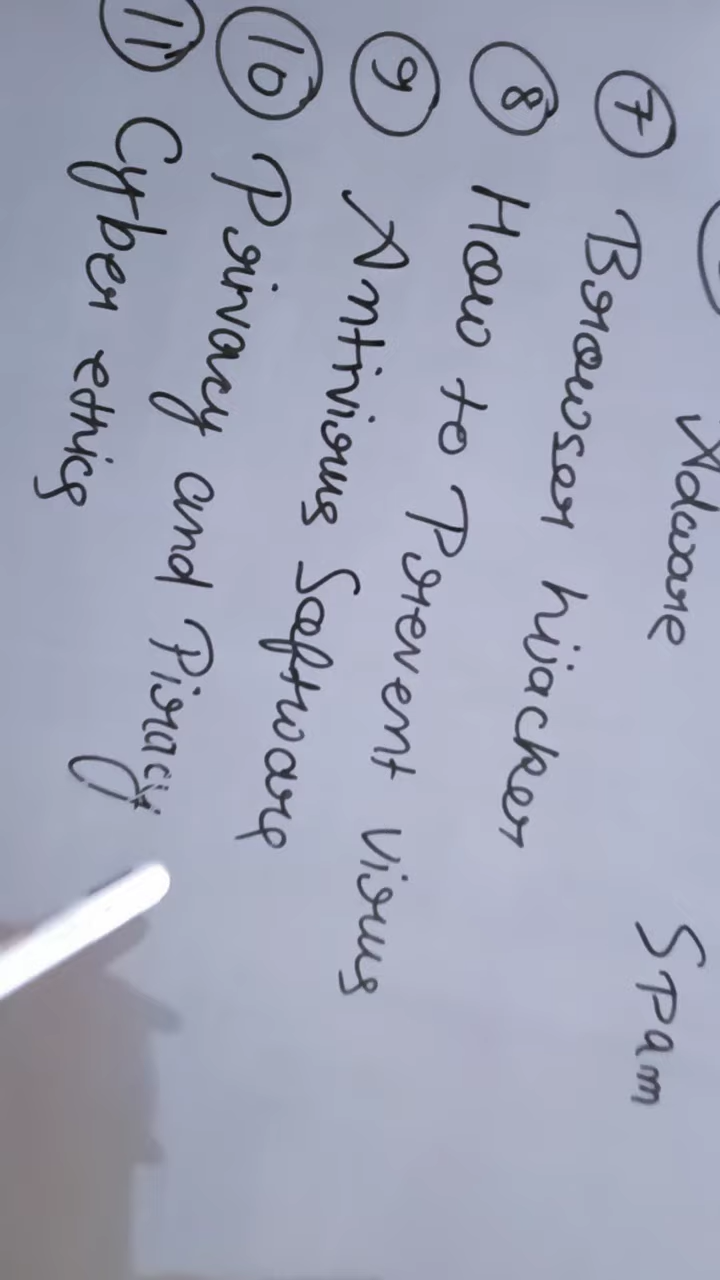 Adware Spam
7 Browser hijacker
8 How to Prevent Virus
9 Antivirus Software
10 Privacy and Piracy
11 Cyber ethics